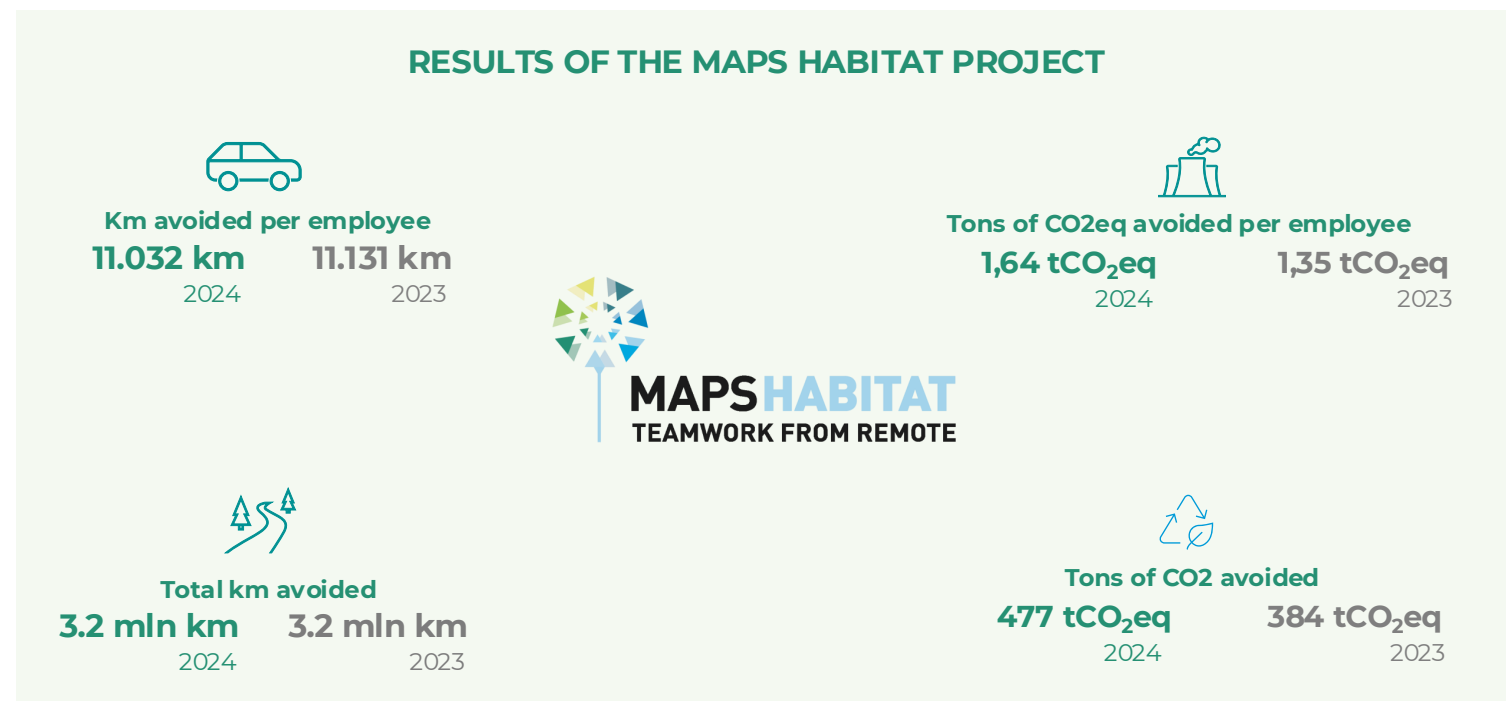 RESULTS OF THE MAPS HABITAT PROJECT
Km avoided per employee
11.032 km 11.131 km
2024 2023
Tons of CO2eq avoided per employee
1,64 tCO₂eq 1,35 tCO₂eq
2024 2023
MAPS HABITAT
TEAMWORK FROM REMOTE
Total km avoided
3.2 mln km 3.2 mln km
2024 2023
Tons of CO2 avoided
477 tCO₂eq 384 tCO₂eq
2024 2023